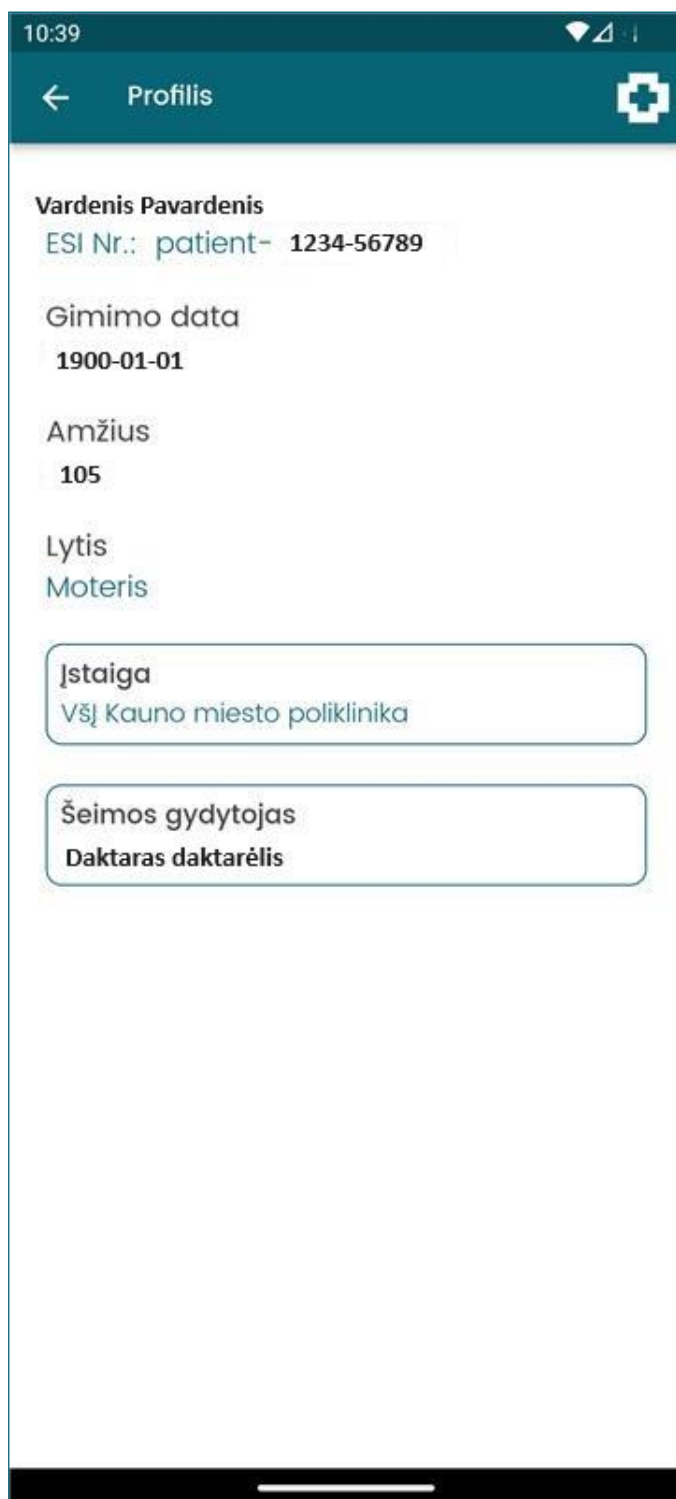 10:39
Profilis
Vardenis Pavardenis
ESI Nr.: patient- 1234-56789
Gimimo data
1900-01-01
Amžius
105
Lytis
Moteris
Įstaiga
VšĮ Kauno miesto poliklinika
Šeimos gydytojas
Daktaras daktarėlis